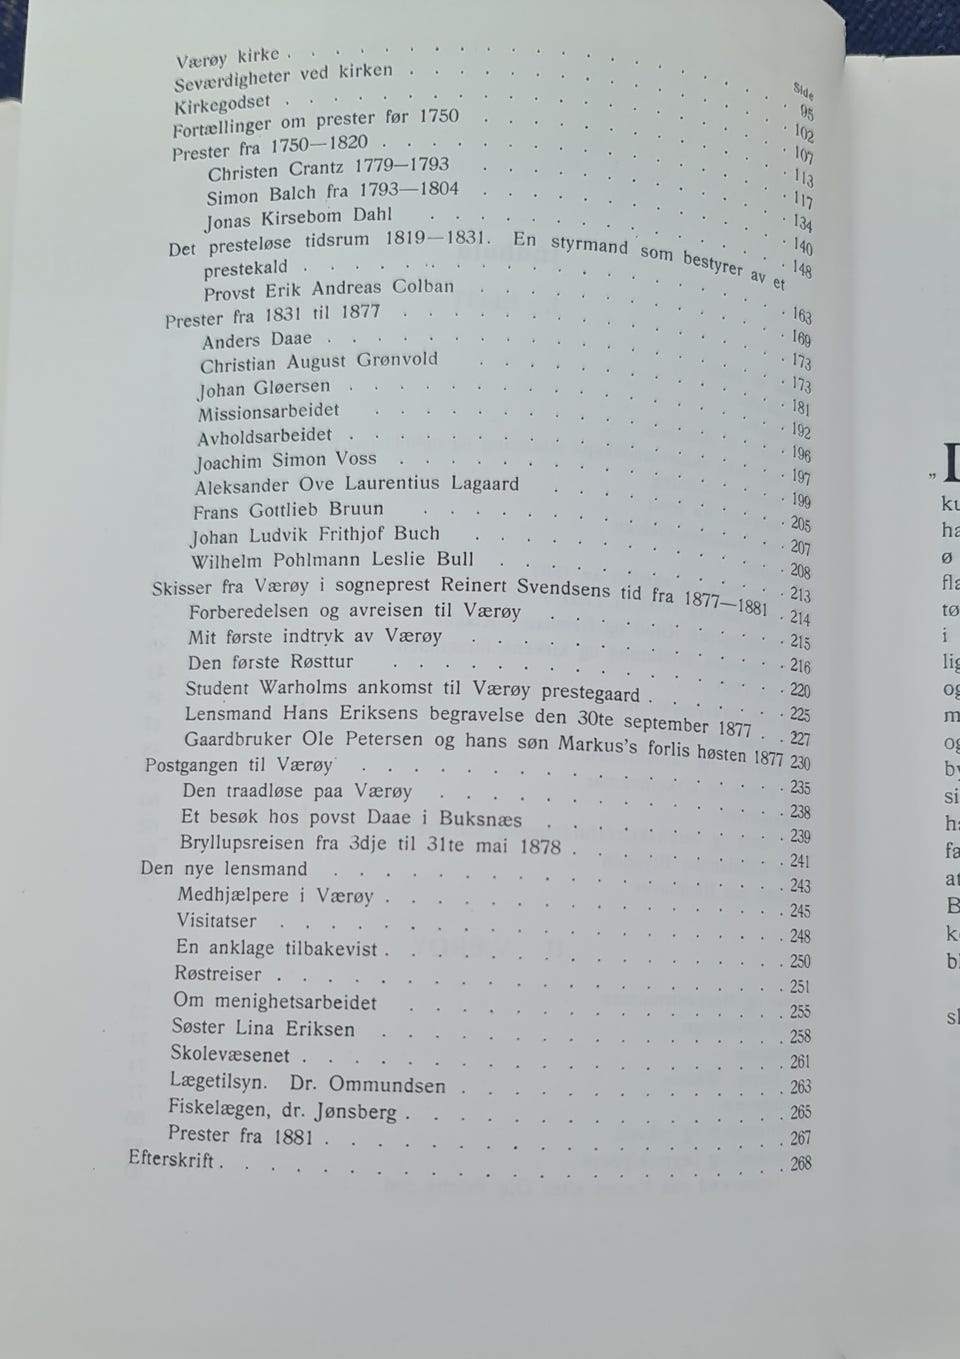 Side
Værøy kirke . . . . . . . . . . 95
Seværdigheter ved kirken . . . . . . . . . . 102
Kirkegodset . . . . . . . . . . 107
Fortællinger om prester før 1750 . . . . . . . . . . 113
Prester fra 1750—1820 . . . . . . . . . . 117
Christen Crantz 1779—1793 . . . . . . . . . . 134
Simon Balch fra 1793—1804 . . . . . . . . . . 140
Jonas Kirsebom Dahl . . . . . . . . . . 148
Det presteløse tidsrum 1819—1831. En styrmand som bestyrer av et
prestekald . . . . . . . . . . 163
Provst Erik Andreas Colban . . . . . . . . . . 169
Prester fra 1831 til 1877 . . . . . . . . . . 173
Anders Daae . . . . . . . . . . 173
Christian August Grønvold . . . . . . . . . . 181
Johan Gløersen . . . . . . . . . . 192
Missionsarbeidet . . . . . . . . . . 196
Avholdsarbeidet . . . . . . . . . . 197
Joachim Simon Voss . . . . . . . . . . 199
Aleksander Ove Laurentius Lagaard . . . . . . . . . . 205
Frans Gottlieb Bruun . . . . . . . . . . 207
Johan Ludvik Frithjof Buch . . . . . . . . . . 208
Wilhelm Pohlmann Leslie Bull . . . . . . . . . . 213
Skisser fra Værøy i sogneprest Reinert Svendsens tid fra 1877—1881 . 214
Forberedelsen og avreisen til Værøy . . . . . . . . . . 215
Mit første indtryk av Værøy . . . . . . . . . . 216
Den første Røsttur . . . . . . . . . . 220
Student Warholms ankomst til Værøy prestegaard . . . . . . 225
Lensmand Hans Eriksens begravelse den 30te september 1877 . . 227
Gaardbruker Ole Petersen og hans søn Markus's forlis høsten 1877 230
Postgangen til Værøy . . . . . . . . . . 235
Den traadløse paa Værøy . . . . . . . . . . 238
Et besøk hos povst Daae i Buksnæs . . . . . . . . . . 239
Bryllupsreisen fra 3dje til 31te mai 1878 . . . . . . . . . 241
Den nye lensmand . . . . . . . . . . 243
Medhjælpere i Værøy . . . . . . . . . . 245
Visitatser . . . . . . . . . . 248
En anklage tilbakevist . . . . . . . . . . 250
Røstreiser . . . . . . . . . . 251
Om menighetsarbeidet . . . . . . . . . . 255
Søster Lina Eriksen . . . . . . . . . . 258
Skolevæsenet . . . . . . . . . . 261
Lægetilsyn. Dr. Ommundsen . . . . . . . . . . 263
Fiskelægen, dr. Jønsberg . . . . . . . . . . 265
Prester fra 1881 . . . . . . . . . . 267
Efterskrift . . . . . . . . . . 268